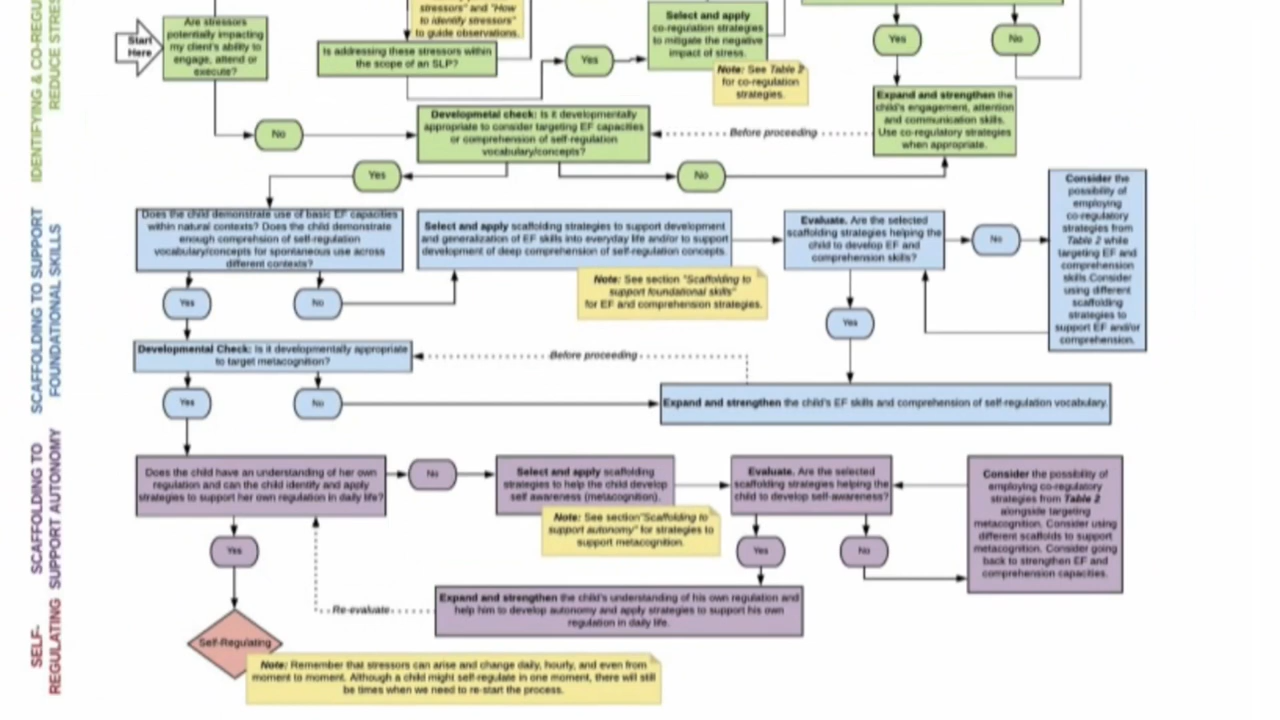 IDENTIFYING & CO-REGU
REDUCE STRES
Start
Here
Are stressors
potentially impacting
my client's ability to
engage, attend or
execute?
stressors" and "How
to identify stressors"
to guide observations.
Is addressing these stressors within
the scope of an SLP?
Yes
Select and apply
co-regulation strategies
to mitigate the negative
impact of stress.
Note: See Table 2
for co-regulation
strategies.
Yes
No
Expand and strengthen the
child's engagement, attention
and communication skills.
Use co-regulatory strategies
when appropriate.
No
Developmetal check: Is it developmentally
appropriate to consider targeting EF capacities
or comprehension of self-regulation
vocabulary/concepts?
Before proceeding
Yes
No
SCAFFOLDING TO SUPPORT
FOUNDATIONAL SKILLS
Does the child demonstrate use of basic EF capacities
within natural contexts? Does the child demonstrate
enough comprehsion of self-regulation
vocabulary/concepts for spontaneous use across
different contexts?
Select and apply scaffolding strategies to support development
and generalization of EF skills into everyday life and/or to support
development of deep comprehension of self-regulation concepts.
Note: See section "Scaffolding to
support foundational skills"
for EF and comprehension strategies.
Evaluate. Are the selected
scaffolding strategies helping the
child to develop EF and
comprehension skills?
No
Consider the
possibility of
employing
co-regulatory
strategies from
Table 2 while
targeting EF and
comprehension
skills.Consider
using different
scaffolding
strategies to
support EF and/or
comprehension.
Yes
No
Yes
Developmental Check: Is it developmentally appropriate
to target metacognition?
Before proceeding
Yes
No
Expand and strengthen the child's EF skills and comprehension of self-regulation vocabulary.
SCAFFOLDING TO
SUPPORT AUTONOMY
Does the child have an understanding of her own
regulation and can the child identify and apply
strategies to support her own regulation in daily life?
No
Select and apply scaffolding
strategies to help the child develop
self awareness (metacognition).
Note: See section"Scaffolding to
support autonomy" for strategies to
support metacognition.
Evaluate. Are the selected
scaffolding strategies helping the
child to develop self-awareness?
Consider the possibility of
employing co-regulatory
strategies from Table 2
alongside targeting
metacognition. Consider using
different scaffolds to support
metacognition. Consider going
back to strengthen EF and
comprehension capacities.
Yes
Yes
No
Expand and strengthen the child's understanding of his own regulation and
help him to develop autonomy and apply strategies to support his own
regulation in daily life.
Re-evaluate
SELF-
REGULATING
Self-Regulating
Note: Remember that stressors can arise and change daily, hourly, and even from
moment to moment. Although a child might self-regulate in one moment, there will still
be times when we need to re-start the process.